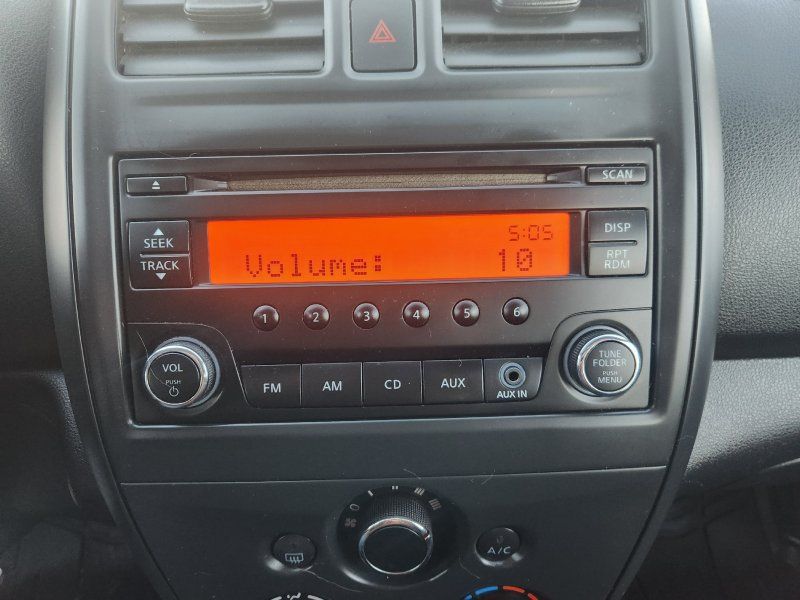 SCAN
5:05
Volume: 10
SEEK
TRACK
DISP
RPT
RDM
1 2 3 4 5 6
VOL
PUSH
FM AM CD AUX
AUX IN
TUNE
FOLDER
PUSH
MENU
A/C